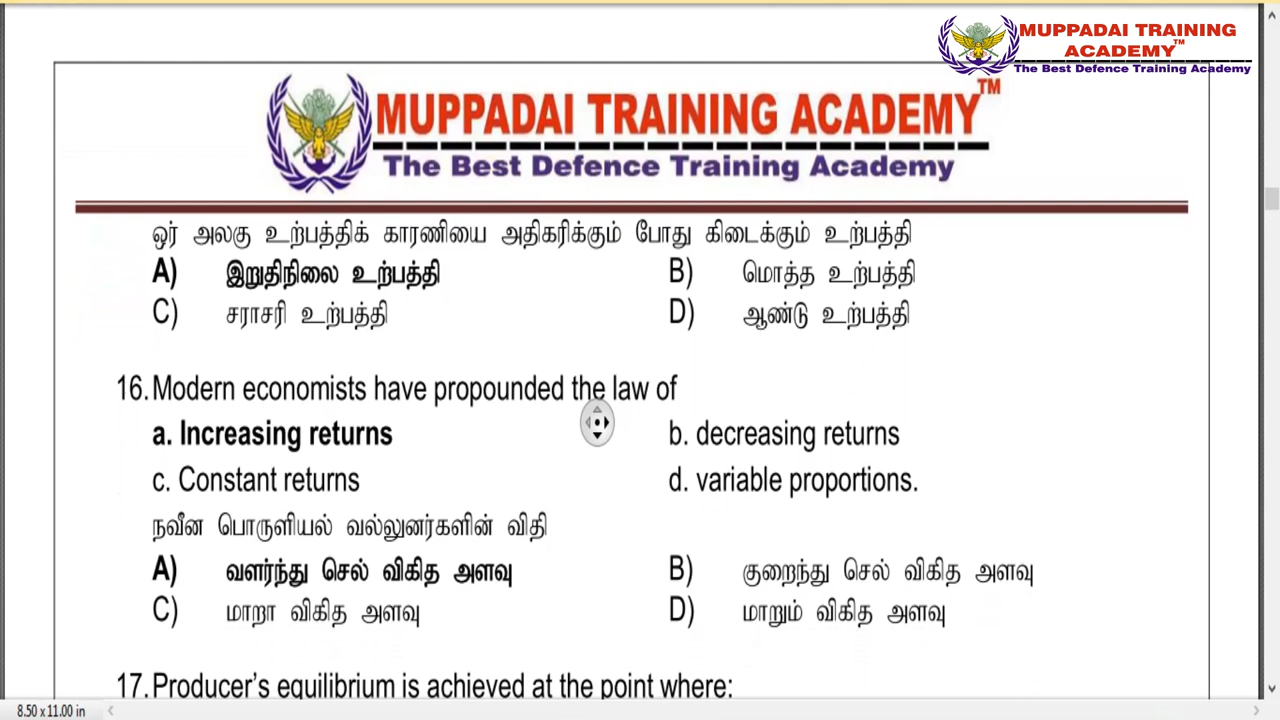 MUPPADAI TRAINING
ACADEMY™
The Best Defence Training Academy
MUPPADAI TRAINING ACADEMY™
The Best Defence Training Academy
ஓர் அலகு உற்பத்திக் காரணியை அதிகரிக்கும் போது கிடைக்கும் உற்பத்தி
A) இறுதிநிலை உற்பத்தி B) மொத்த உற்பத்தி
C) சராசரி உற்பத்தி D) ஆண்டு உற்பத்தி
16. Modern economists have propounded the law of
a. Increasing returns b. decreasing returns
c. Constant returns d. variable proportions.
நவீன பொருளியல் வல்லுனர்களின் விதி
A) வளர்ந்து செல் விகித அளவு B) குறைந்து செல் விகித அளவு
C) மாறா விகித அளவு D) மாறும் விகித அளவு
17. Producer's equilibrium is achieved at the point where:
8.50 x 11.00 in